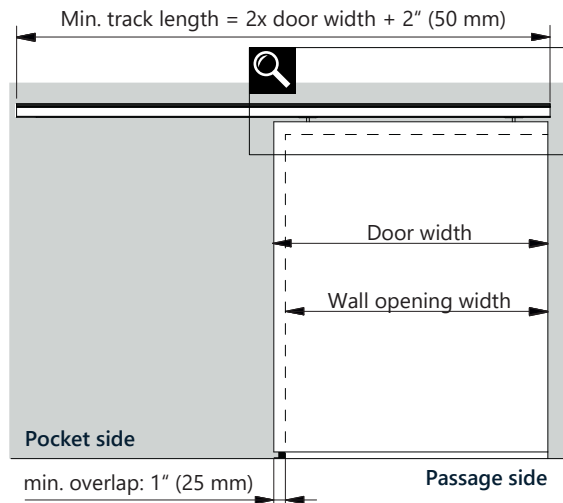 Min. track length = 2x door width + 2“ (50 mm)
Door width
Wall opening width
Pocket side
min. overlap: 1“ (25 mm)
Passage side